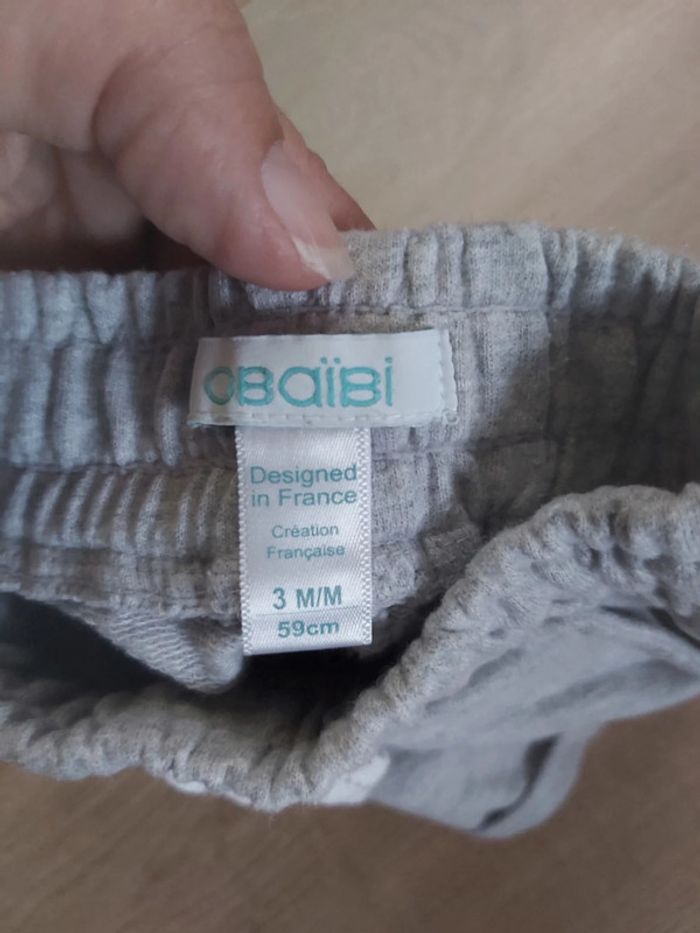 OBaïBi
Designed
in France
Création
Française
3 M/M
59cm